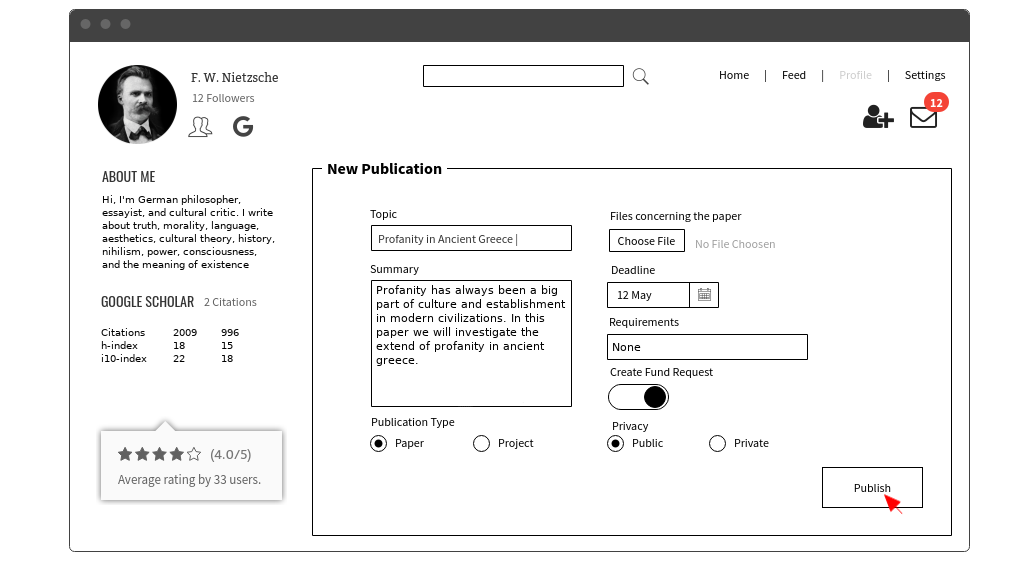 F. W. Nietzsche
12 Followers
G
Home | Feed | Profile | Settings
12
ABOUT ME
Hi, I'm German philosopher,
essayist, and cultural critic. I write
about truth, morality, language,
aesthetics, cultural theory, history,
nihilism, power, consciousness,
and the meaning of existence
GOOGLE SCHOLAR 2 Citations
Citations 2009 996
h-index 18 15
i10-index 22 18
(4.0/5)
Average rating by 33 users.
New Publication
Topic
Profanity in Ancient Greece |
Summary
Profanity has always been a big
part of culture and establishment
in modern civilizations. In this
paper we will investigate the
extend of profanity in ancient
greece.
Publication Type
Paper Project
Files concerning the paper
Choose File No File Choosen
Deadline
12 May
Requirements
None
Create Fund Request
Privacy
Public Private
Publish